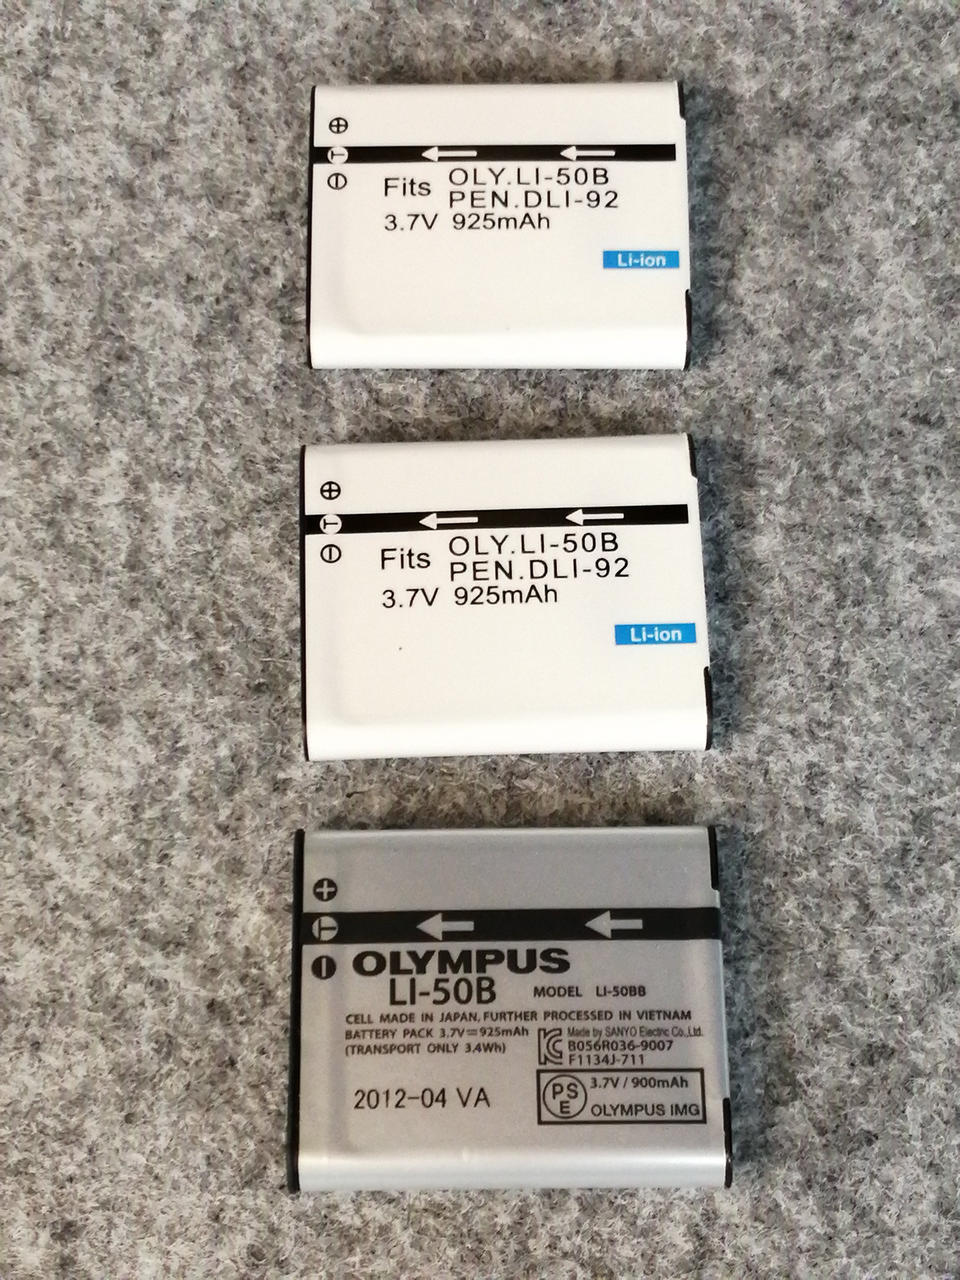 ⊕
T
⊖
Fits OLY.LI-50B
PEN.DLI-92
3.7V 925mAh
Li-ion
⊕
T
⊖
Fits OLY.LI-50B
PEN.DLI-92
3.7V 925mAh
Li-ion
⊕
T
⊖
OLYMPUS
LI-50B MODEL LI-50BB
CELL MADE IN JAPAN, FURTHER PROCESSED IN VIETNAM
BATTERY PACK 3.7V⎓925mAh
(TRANSPORT ONLY 3.4Wh)
KC
Made by SANYO Electric Co.,Ltd.
B056R036-9007
F1134J-711
2012-04 VA
PSE
3.7V / 900mAh
OLYMPUS IMG